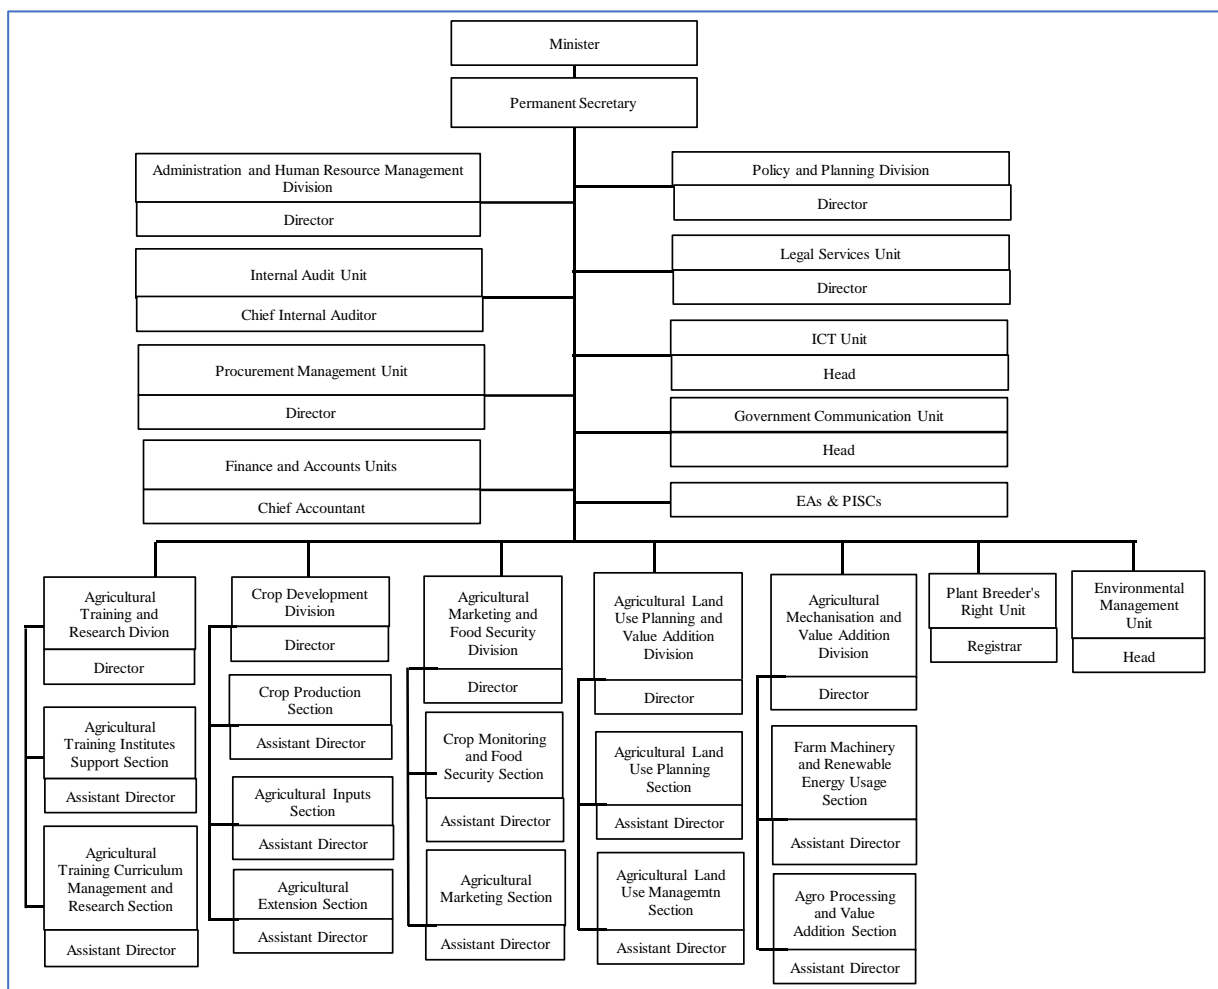 Minister
Permanent Secretary
Administration and Human Resource Management
Division
Director
Policy and Planning Division
Director
Internal Audit Unit
Chief Internal Auditor
Legal Services Unit
Director
Procurement Management Unit
Director
ICT Unit
Head
Government Communication Unit
Head
Finance and Accounts Units
Chief Accountant
EAs & PISCs
Agricultural
Training and
Research Divion
Director
Agricultural
Training Institutes
Support Section
Assistant Director
Agricultural
Training Curriculum
Management and
Research Section
Assistant Director
Crop Development
Division
Director
Crop Production
Section
Assistant Director
Agricultural Inputs
Section
Assistant Director
Agricultural
Extension Section
Assistant Director
Agricultural
Marketing and
Food Security
Division
Director
Crop Monitoring
and Food
Security Section
Assistant Director
Agricultural
Marketing Section
Assistant Director
Agricultural Land
Use Planning and
Value Addition
Division
Director
Agricultural Land
Use Planning
Section
Assistant Director
Agricultural Land
Use Managemtn
Section
Assistant Director
Agricultural
Mechanisation and
Value Addition
Division
Director
Farm Machinery
and Renewable
Energy Usage
Section
Assistant Director
Agro Processing
and Value
Addition Section
Assistant Director
Plant Breeder's
Right Unit
Registrar
Environmental
Management
Unit
Head